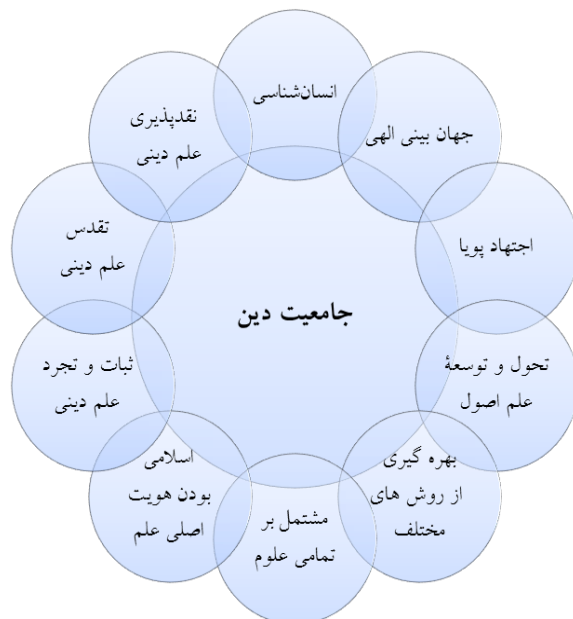 انسان‌شناسی
جهان بینی الهی
اجتهاد پویا
تحول و توسعهٔ
علم اصول
بهره گیری
از روش های
مختلف
مشتمل بر
تمامی علوم
اسلامی
بودن هویت
اصلی علم
ثبات و تجرد
علم دینی
تقدس
علم دینی
نقدپذیری
علم دینی
جامعیت دین